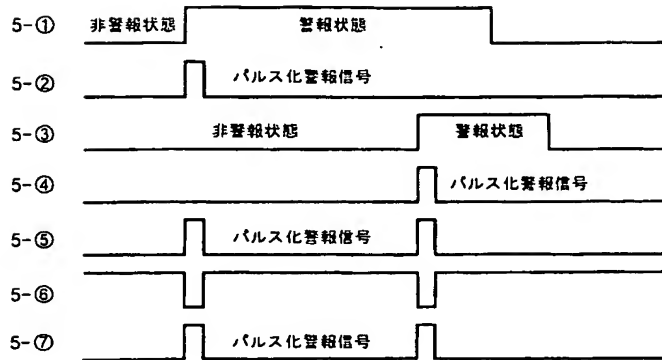 5-① 非警報状態 警報状態
5-② パルス化警報信号
5-③ 非警報状態 警報状態
5-④ パルス化警報信号
5-⑤ パルス化警報信号
5-⑥
5-⑦ パルス化警報信号